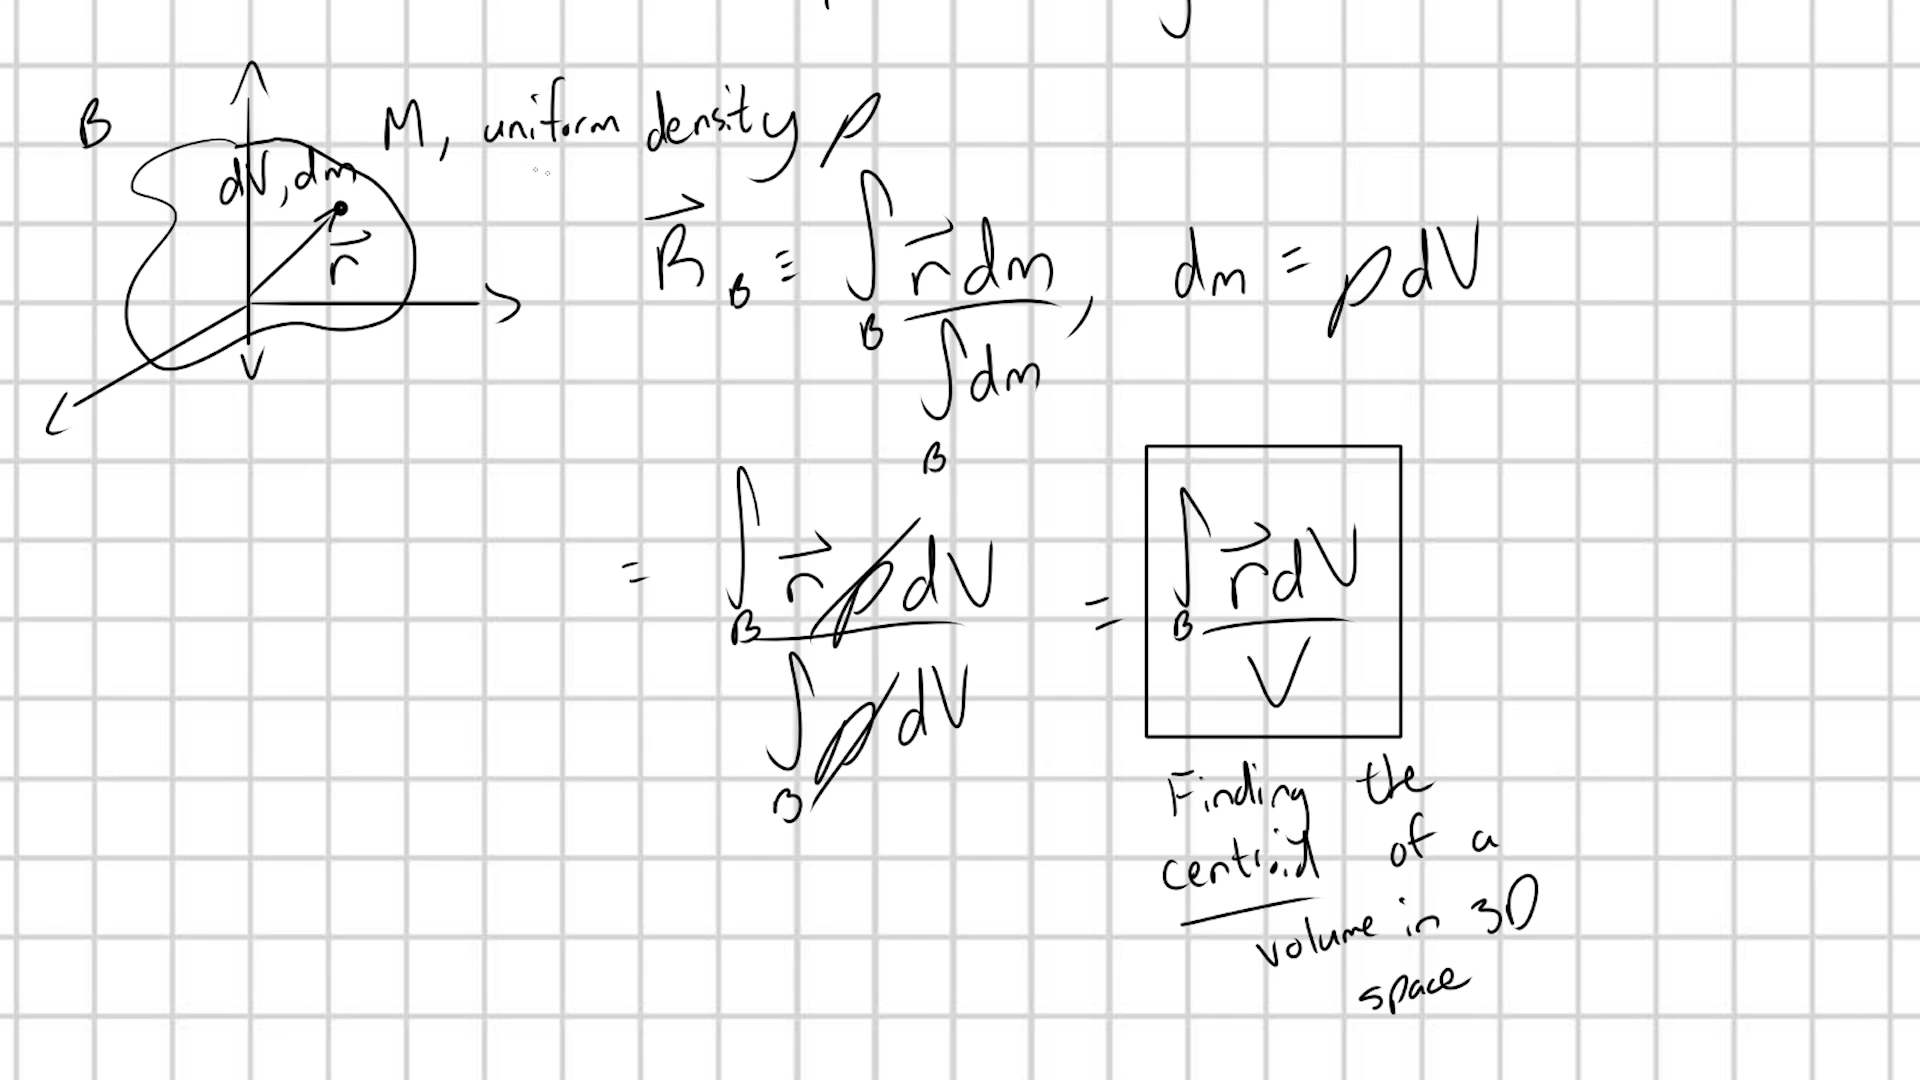 B
M, uniform density ρ
dV, dm
r⃗
R⃗_B ≡ ∫_B r⃗ dm / ∫_B dm , dm = ρ dV
= ∫_B r⃗ ρ dV / ∫_B ρ dV = ∫_B r⃗ dV / V
Finding the
centroid of a
volume in 3D
space